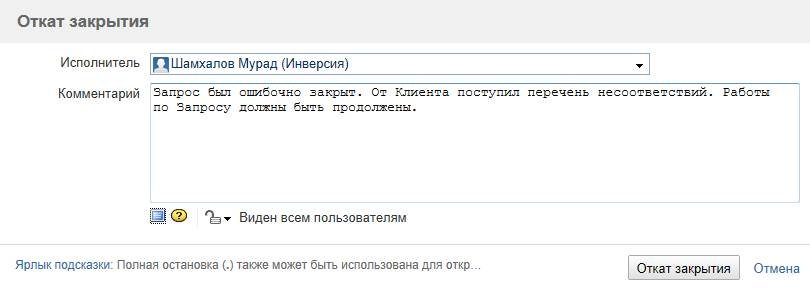 Откат закрытия
Исполнитель Шамхалов Мурад (Инверсия)
Комментарий Запрос был ошибочно закрыт. От Клиента поступил перечень несоответствий. Работы
по Запросу должны быть продолжены.
Виден всем пользователям
Ярлык подсказки: Полная остановка (.) также может быть использована для откр… Откат закрытия Отмена